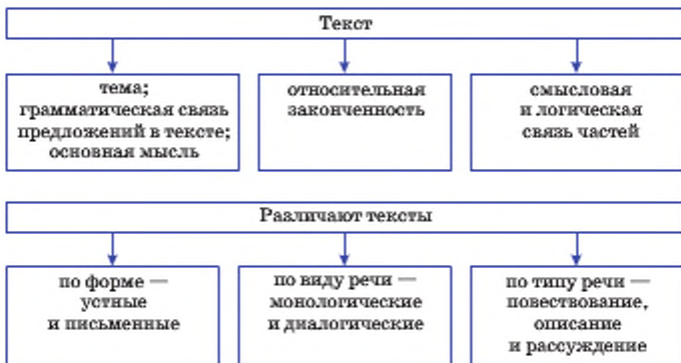 Текст
тема;
грамматическая связь
предложений в тексте;
основная мысль
относительная
законченность
смысловая
и логическая
связь частей
Различают тексты
по форме —
устные
и письменные
по виду речи —
монологические
и диалогические
по типу речи —
повествование,
описание
и рассуждение